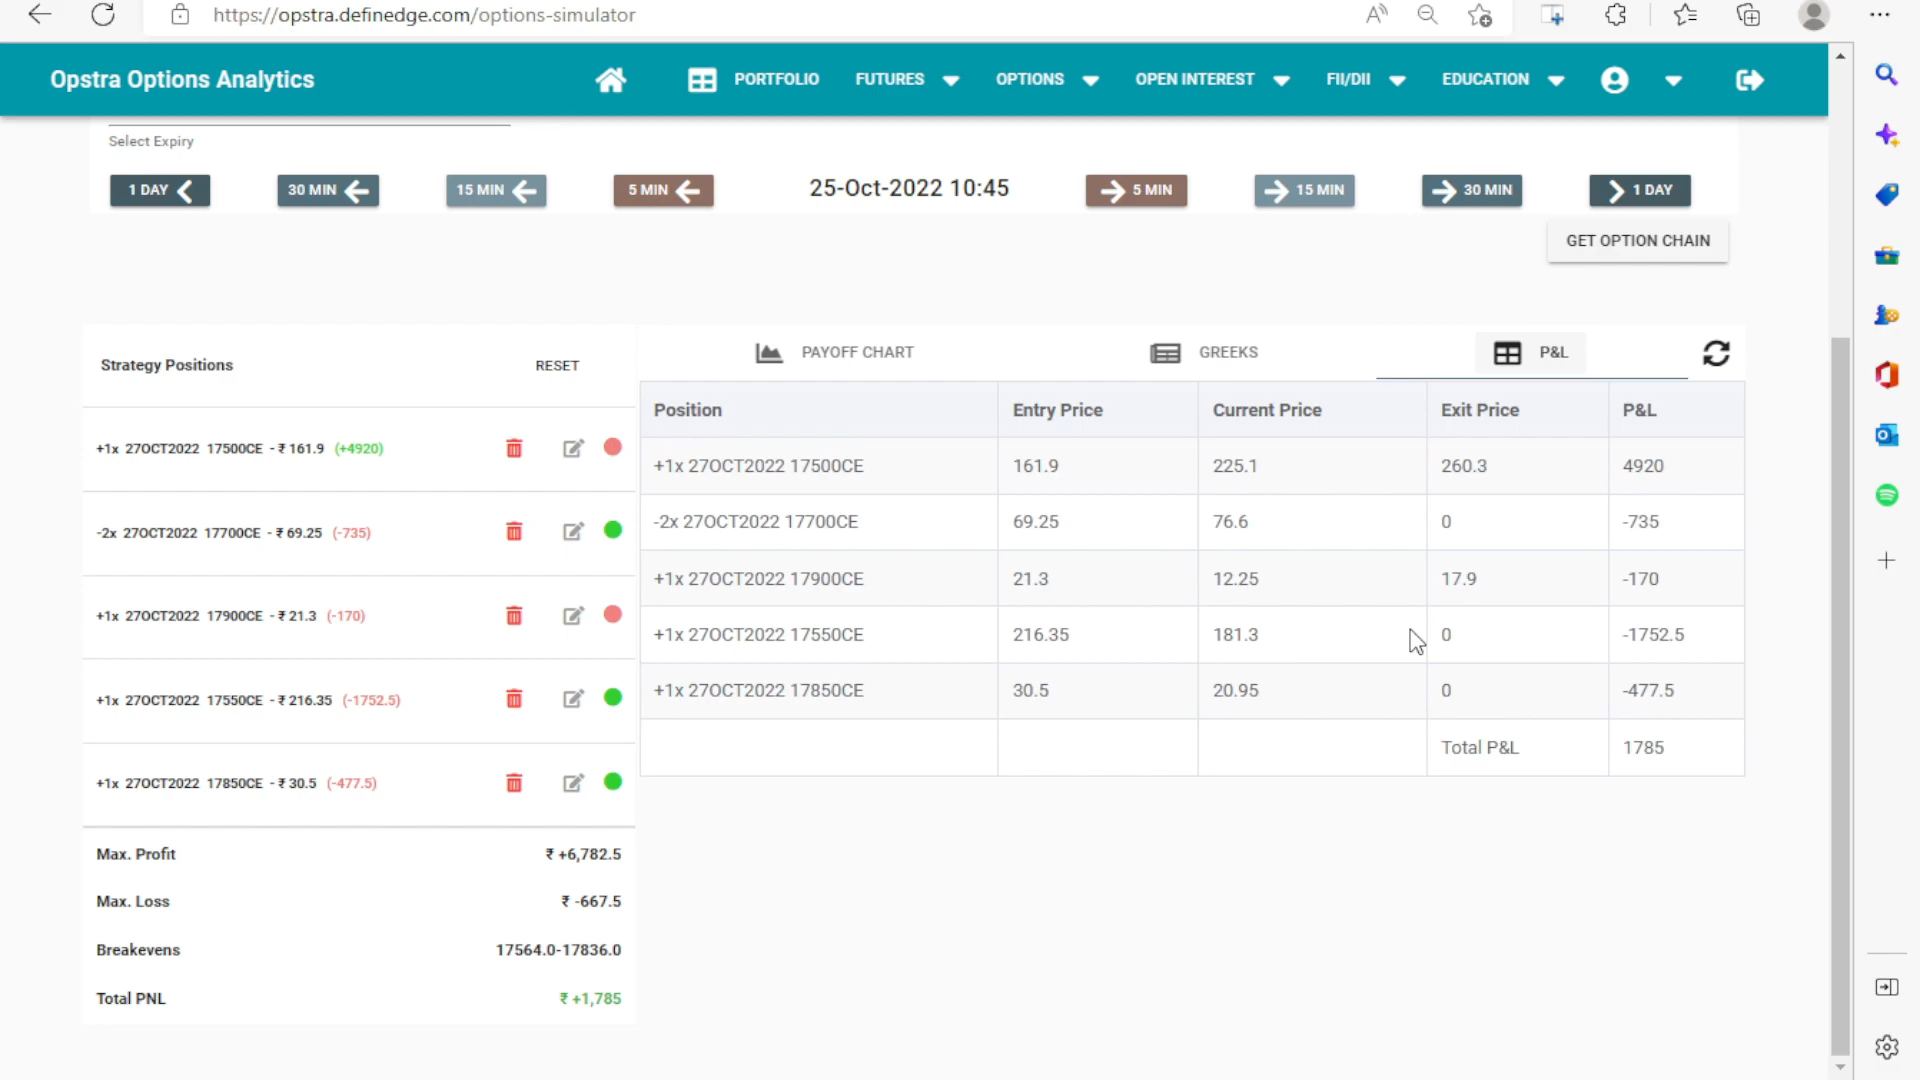 https://opstra.definedge.com/options-simulator
Opstra Options Analytics
PORTFOLIO
FUTURES
OPTIONS
OPEN INTEREST
FII/DII
EDUCATION
Select Expiry
1 DAY
30 MIN
15 MIN
5 MIN
25-Oct-2022 10:45
5 MIN
15 MIN
30 MIN
1 DAY
GET OPTION CHAIN
Strategy Positions
RESET
+1x 27OCT2022 17500CE - ₹ 161.9 (+4920)
-2x 27OCT2022 17700CE - ₹ 69.25 (-735)
+1x 27OCT2022 17900CE - ₹ 21.3 (-170)
+1x 27OCT2022 17550CE - ₹ 216.35 (-1752.5)
+1x 27OCT2022 17850CE - ₹ 30.5 (-477.5)
Max. Profit ₹ +6,782.5
Max. Loss ₹ -667.5
Breakevens 17564.0-17836.0
Total PNL ₹ +1,785
PAYOFF CHART
GREEKS
P&L
Position Entry Price Current Price Exit Price P&L
+1x 27OCT2022 17500CE 161.9 225.1 260.3 4920
-2x 27OCT2022 17700CE 69.25 76.6 0 -735
+1x 27OCT2022 17900CE 21.3 12.25 17.9 -170
+1x 27OCT2022 17550CE 216.35 181.3 0 -1752.5
+1x 27OCT2022 17850CE 30.5 20.95 0 -477.5
Total P&L 1785